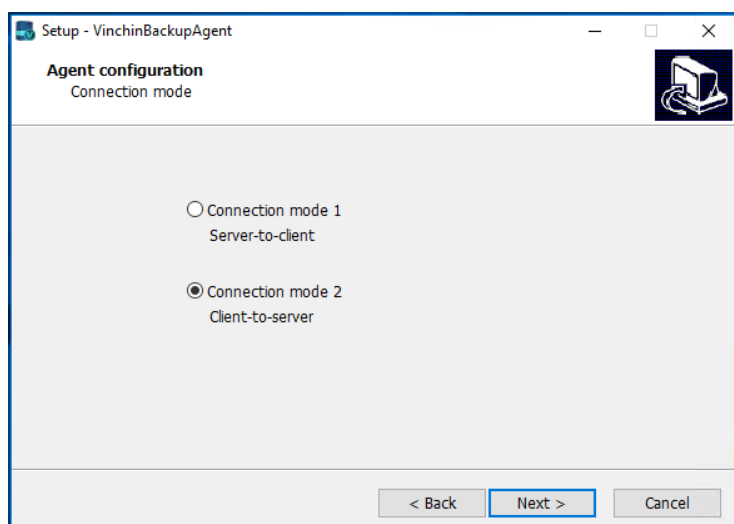 Setup - VinchinBackupAgent
Agent configuration
Connection mode
Connection mode 1
Server-to-client
Connection mode 2
Client-to-server
< Back Next > Cancel